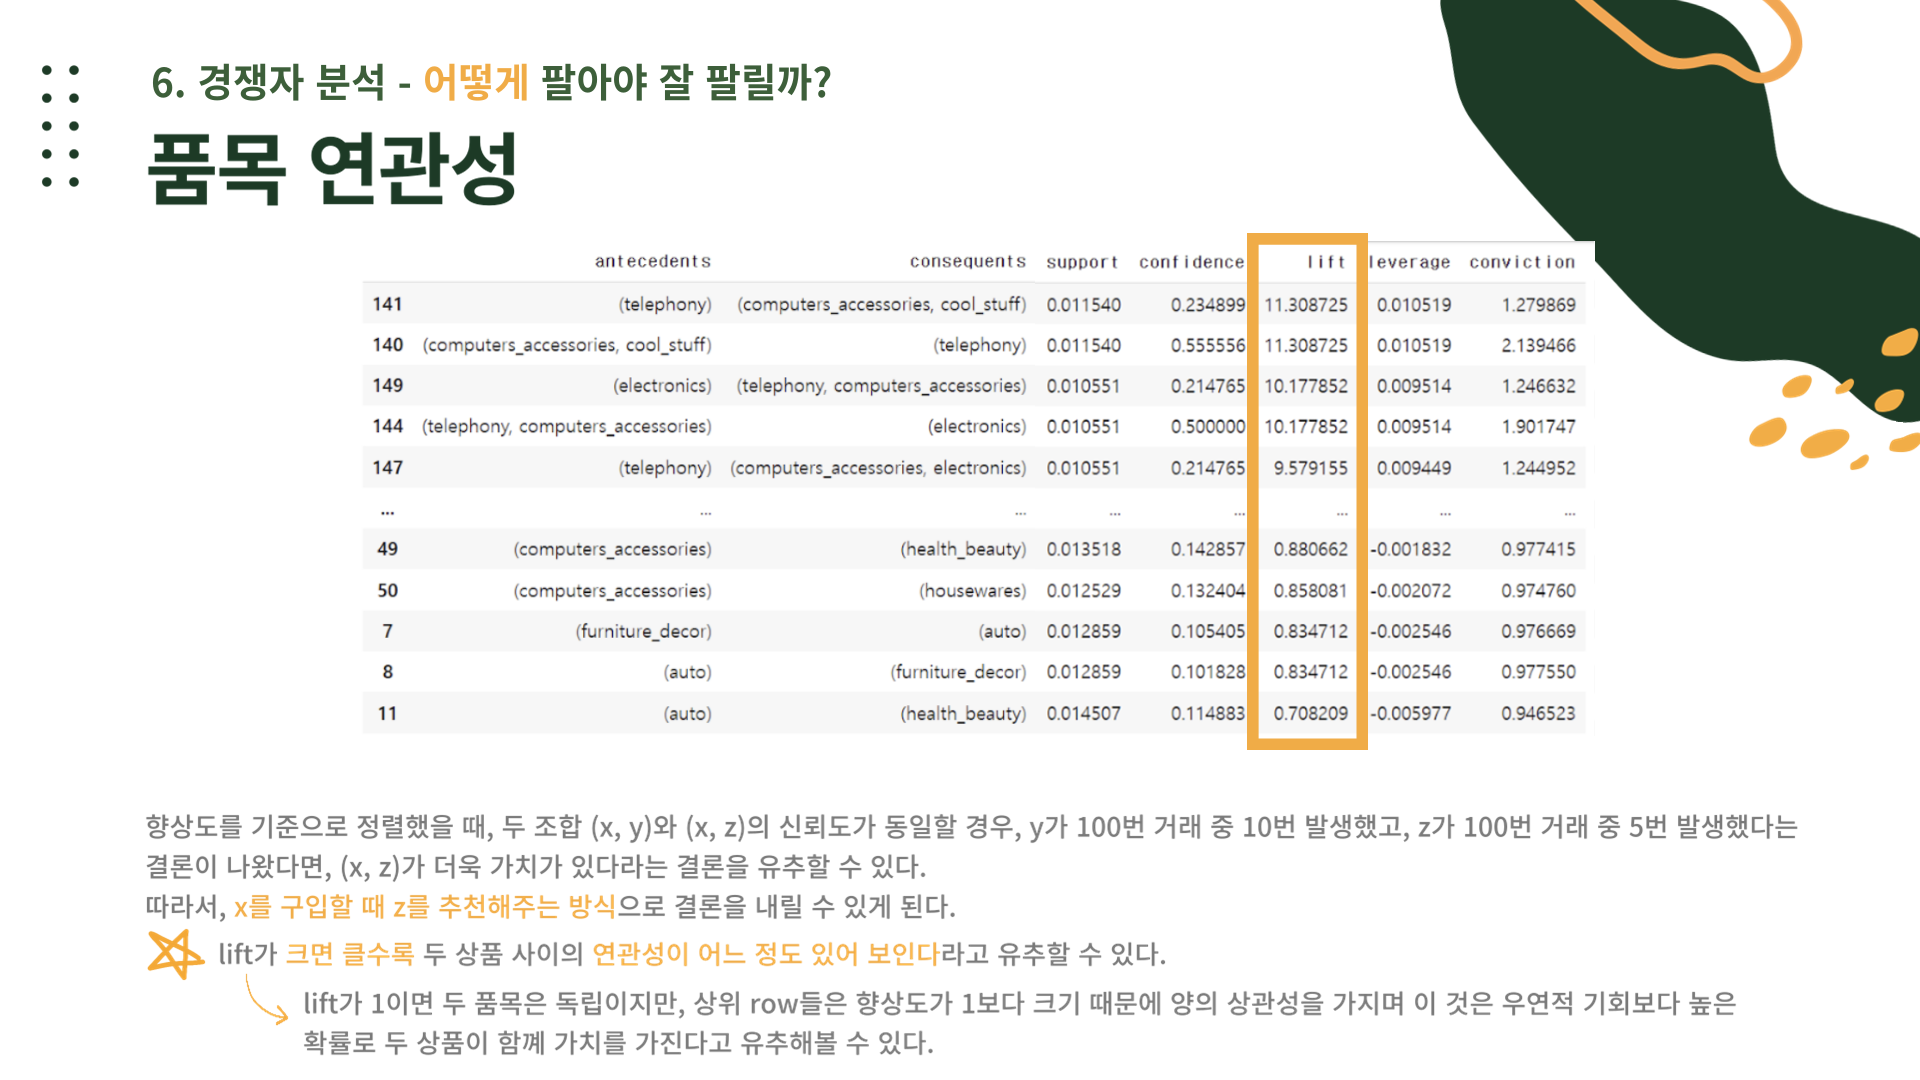 6. 경쟁자 분석 - 어떻게 팔아야 잘 팔릴까?
품목 연관성
antecedents consequents support confidence lift leverage conviction
141 (telephony) (computers_accessories, cool_stuff) 0.011540 0.234899 11.308725 0.010519 1.279869
140 (computers_accessories, cool_stuff) (telephony) 0.011540 0.555556 11.308725 0.010519 2.139466
149 (electronics) (telephony, computers_accessories) 0.010551 0.214765 10.177852 0.009514 1.246632
144 (telephony, computers_accessories) (electronics) 0.010551 0.500000 10.177852 0.009514 1.901747
147 (telephony) (computers_accessories, electronics) 0.010551 0.214765 9.579155 0.009449 1.244952
... ... ... ... ... ... ... ...
49 (computers_accessories) (health_beauty) 0.013518 0.142857 0.880662 -0.001832 0.977415
50 (computers_accessories) (housewares) 0.012529 0.132404 0.858081 -0.002072 0.974760
7 (furniture_decor) (auto) 0.012859 0.105405 0.834712 -0.002546 0.976669
8 (auto) (furniture_decor) 0.012859 0.101828 0.834712 -0.002546 0.977550
11 (auto) (health_beauty) 0.014507 0.114883 0.708209 -0.005977 0.946523
향상도를 기준으로 정렬했을 때, 두 조합 (x, y)와 (x, z)의 신뢰도가 동일할 경우, y가 100번 거래 중 10번 발생했고, z가 100번 거래 중 5번 발생했다는
결론이 나왔다면, (x, z)가 더욱 가치가 있다라는 결론을 유추할 수 있다.
따라서, x를 구입할 때 z를 추천해주는 방식으로 결론을 내릴 수 있게 된다.
lift가 크면 클수록 두 상품 사이의 연관성이 어느 정도 있어 보인다라고 유추할 수 있다.
lift가 1이면 두 품목은 독립이지만, 상위 row들은 향상도가 1보다 크기 때문에 양의 상관성을 가지며 이 것은 우연적 기회보다 높은
확률로 두 상품이 함꼐 가치를 가진다고 유추해볼 수 있다.